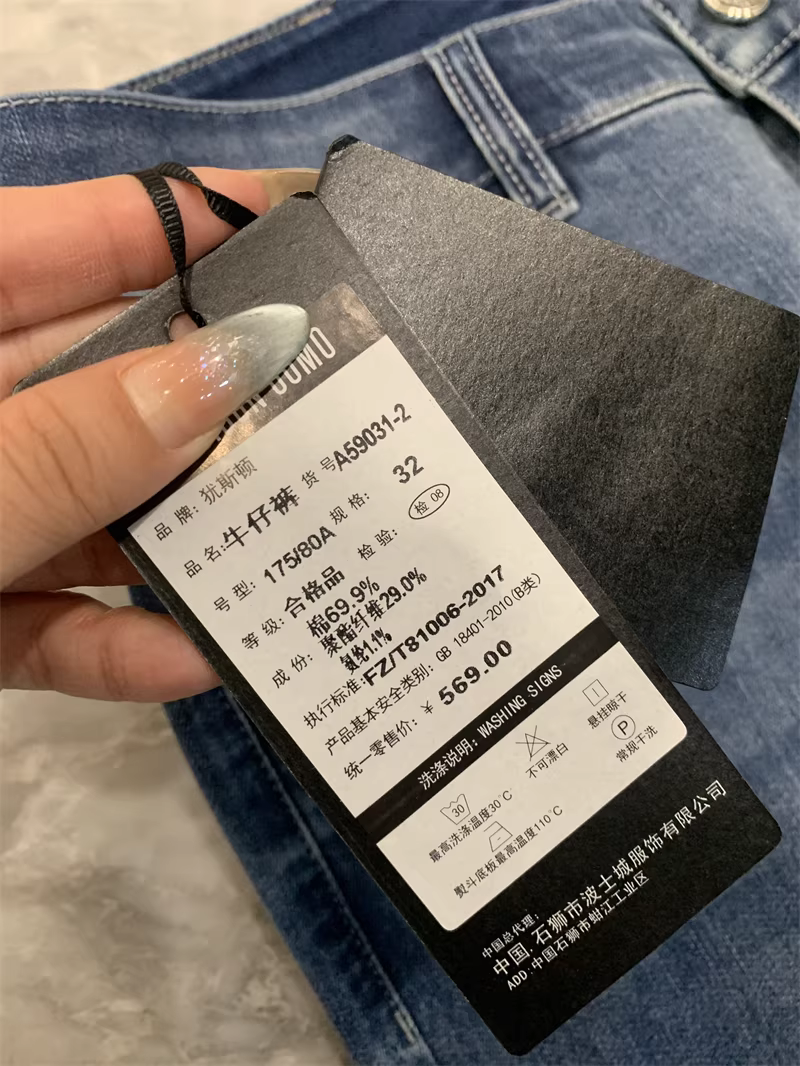 UOMO
品 牌: 犹斯顿
品 名:牛仔裤 货 号A59031-2
号 型: 175/80A 规 格: 32
等 级: 合格品 检 验: 检 08
成 份: 棉69.9%
聚酯纤维29.0%
氨纶1.1%
执行标准:FZ/T81006-2017
产品基本安全类别: GB 18401-2010(B类)
统一零售价: ¥ 569.00
洗涤说明: WASHING SIGNS
30
最高洗涤温度30℃
不可漂白
悬挂晾干
熨斗底板最高温度110℃
P
常规干洗
中国总代理:
中国.石狮市波士城服饰有限公司
ADD:中国石狮市蚶江工业区